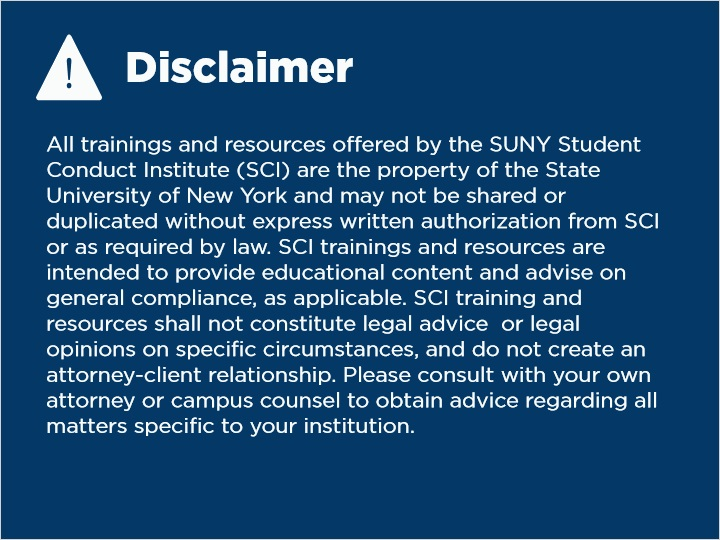 !
Disclaimer
All trainings and resources offered by the SUNY Student
Conduct Institute (SCI) are the property of the State
University of New York and may not be shared or
duplicated without express written authorization from SCI
or as required by law. SCI trainings and resources are
intended to provide educational content and advise on
general compliance, as applicable. SCI training and
resources shall not constitute legal advice  or legal
opinions on specific circumstances, and do not create an
attorney-client relationship. Please consult with your own
attorney or campus counsel to obtain advice regarding all
matters specific to your institution.